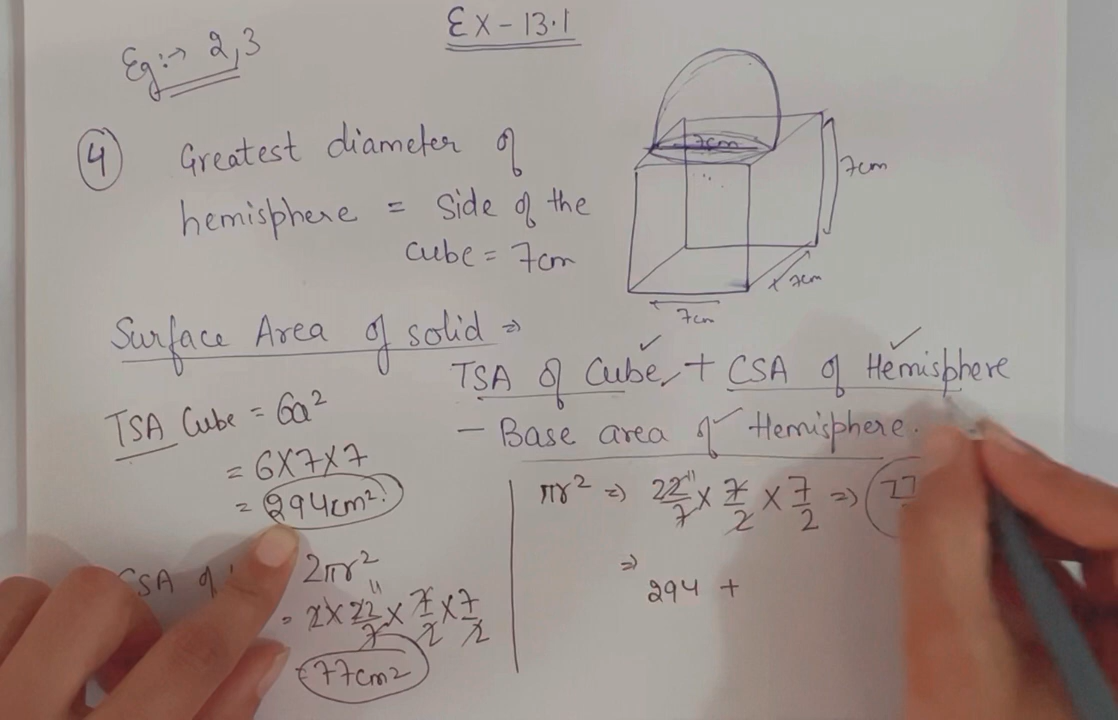 Ex - 13.1
Eg:→ 2,3
4 Greatest diameter of
hemisphere = Side of the
Cube = 7cm
7cm
7cm
7cm
7cm
Surface Area of solid ⇒
TSA of Cube + CSA of Hemisphere
- Base area of Hemisphere.
TSA Cube = 6a²
= 6×7×7
= 294cm².
CSA of 2πr²
= 2×22/7×7/2×7/2
= 77cm²
πr² ⇒ 22/7 × 7/2 × 7/2 ⇒
⇒
294 +